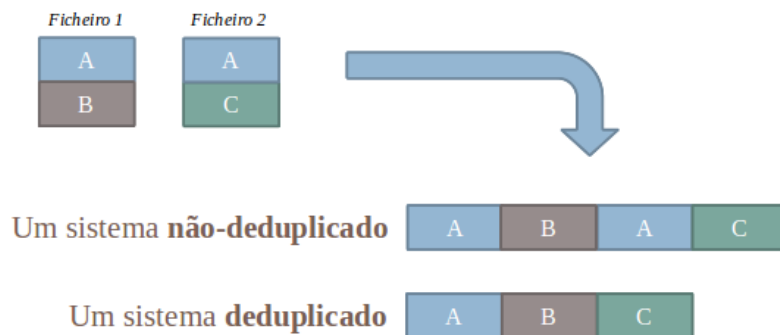 Ficheiro 1 Ficheiro 2
A A
B C
Um sistema não-deduplicado A B A C
Um sistema deduplicado A B C